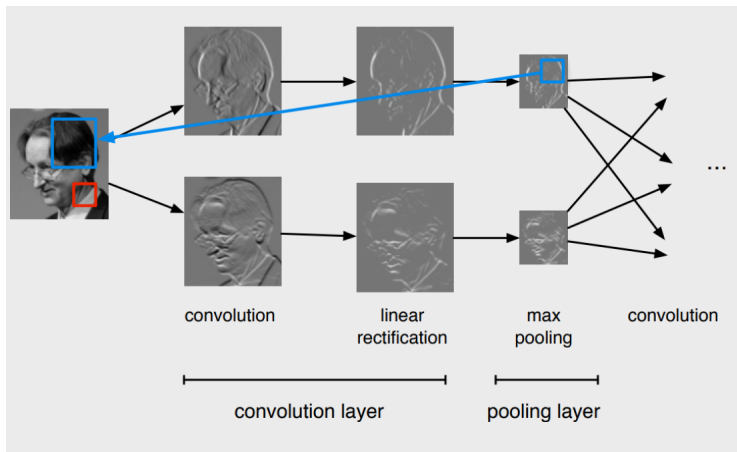 ...
convolution
linear
rectification
max
pooling
convolution
convolution layer
pooling layer